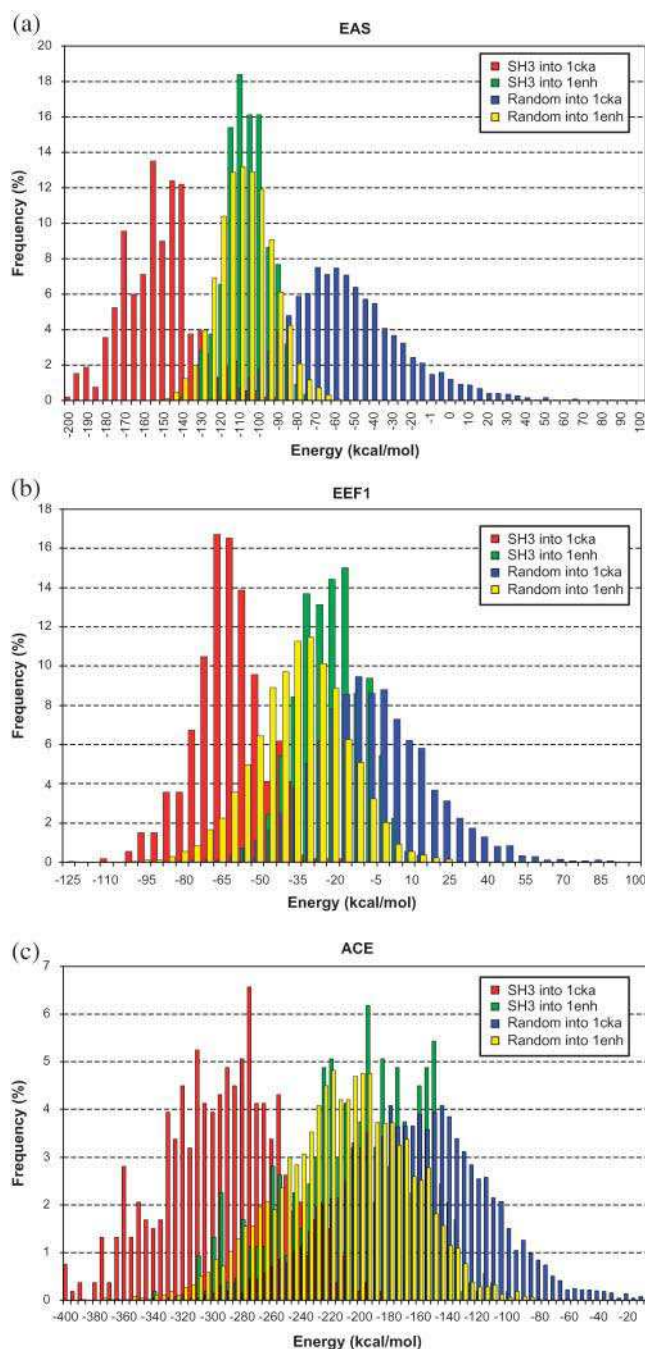 (a)
EAS
SH3 into 1cka
SH3 into 1enh
Random into 1cka
Random into 1enh
Frequency (%)
20
18
16
14
12
10
8
6
4
2
0
-200 -190 -180 -170 -160 -150 -140 -130 -120 -110 -100 -90 -80 -70 -60 -50 -40 -30 -20 -10 -1 0 10 20 30 40 50 60 70 80 90 100
Energy (kcal/mol)
(b)
EEF1
SH3 into 1cka
SH3 into 1enh
Random into 1cka
Random into 1enh
Frequency (%)
18
16
14
12
10
8
6
4
2
0
-125 -110 -95 -80 -65 -50 -35 -20 -5 10 25 40 55 70 85 100
Energy (kcal/mol)
(c)
ACE
SH3 into 1cka
SH3 into 1enh
Random into 1cka
Random into 1enh
Frequency (%)
7
6
5
4
3
2
1
0
-400 -380 -360 -340 -320 -300 -280 -260 -240 -220 -200 -180 -160 -140 -120 -100 -80 -60 -40 -20
Energy (kcal/mol)